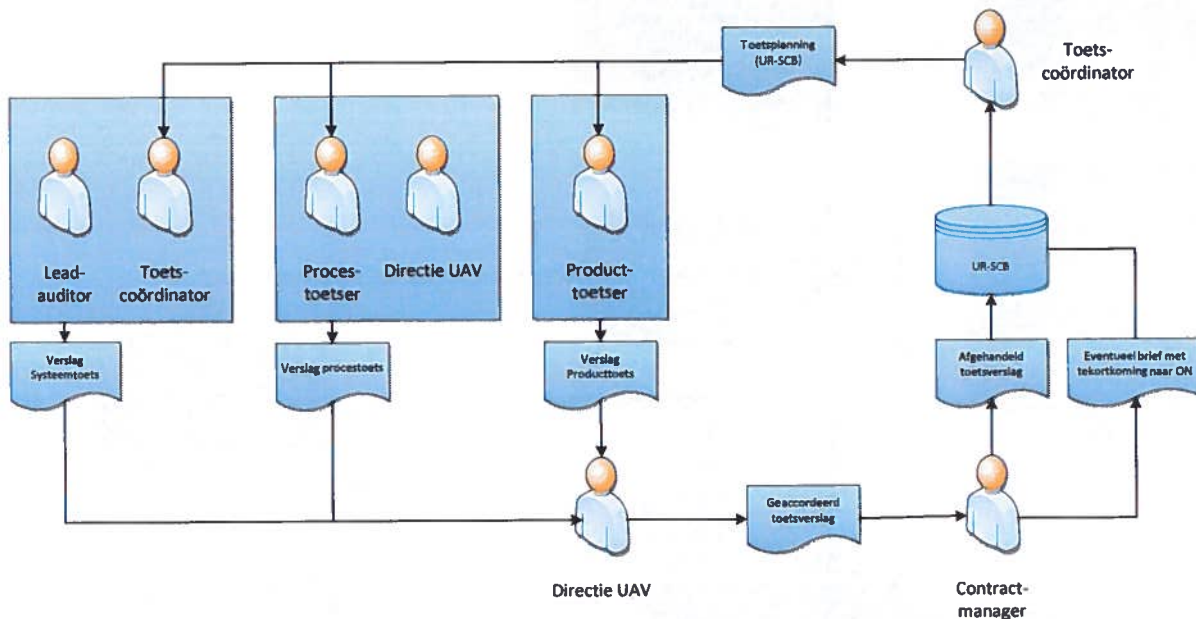 Toetsplanning
(UR-SCB)
Toets-
coördinator
Lead-
auditor
Toets-
coördinator
Proces-
toetser
Directie UAV
Product-
toetser
UR-SCB
Verslag
Systeemtoets
Verslag procestoets
Verslag
Producttoets
Afgehandeld
toetsverslag
Eventueel brief met
tekortkoming naar ON
Geaccordeerd
toetsverslag
Directie UAV
Contract-
manager